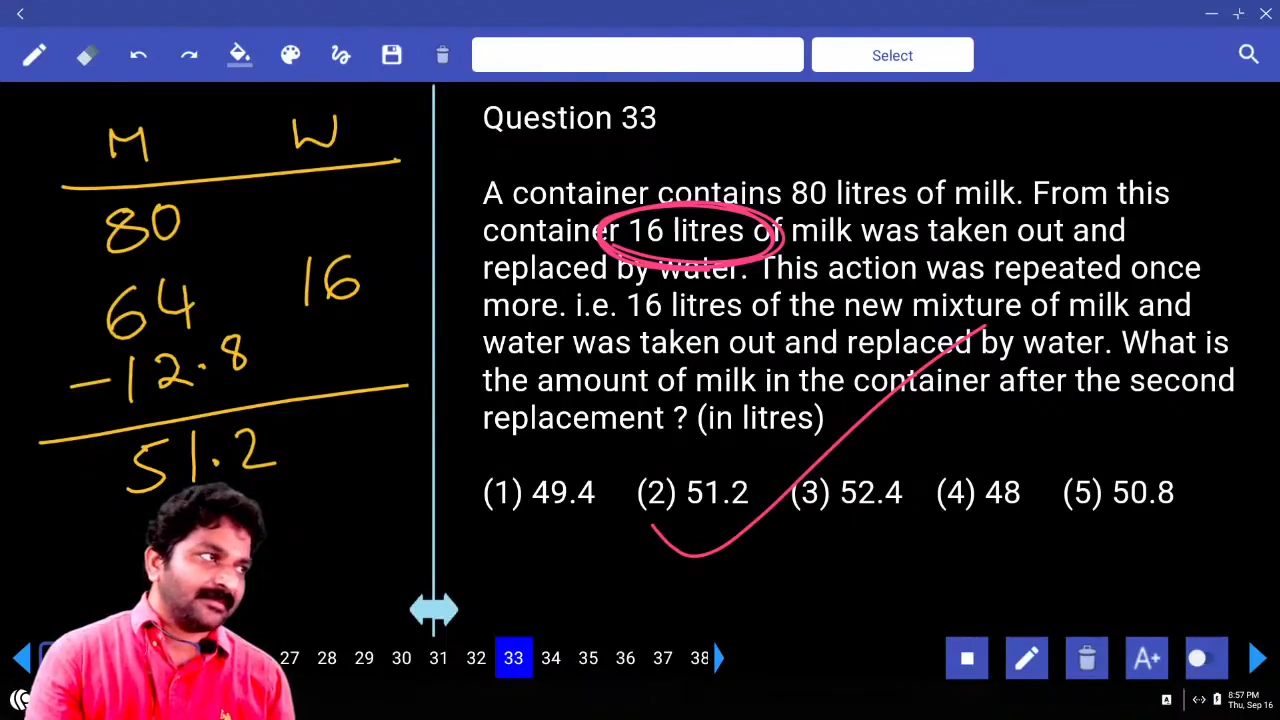 Select
M W
80
64 16
-12.8
51.2
Question 33
A container contains 80 litres of milk. From this
container 16 litres of milk was taken out and
replaced by water. This action was repeated once
more. i.e. 16 litres of the new mixture of milk and
water was taken out and replaced by water. What is
the amount of milk in the container after the second
replacement ? (in litres)
(1) 49.4 (2) 51.2 (3) 52.4 (4) 48 (5) 50.8
27 28 29 30 31 32 33 34 35 36 37 38
A+
A
8:57 PM
Thu, Sep 16